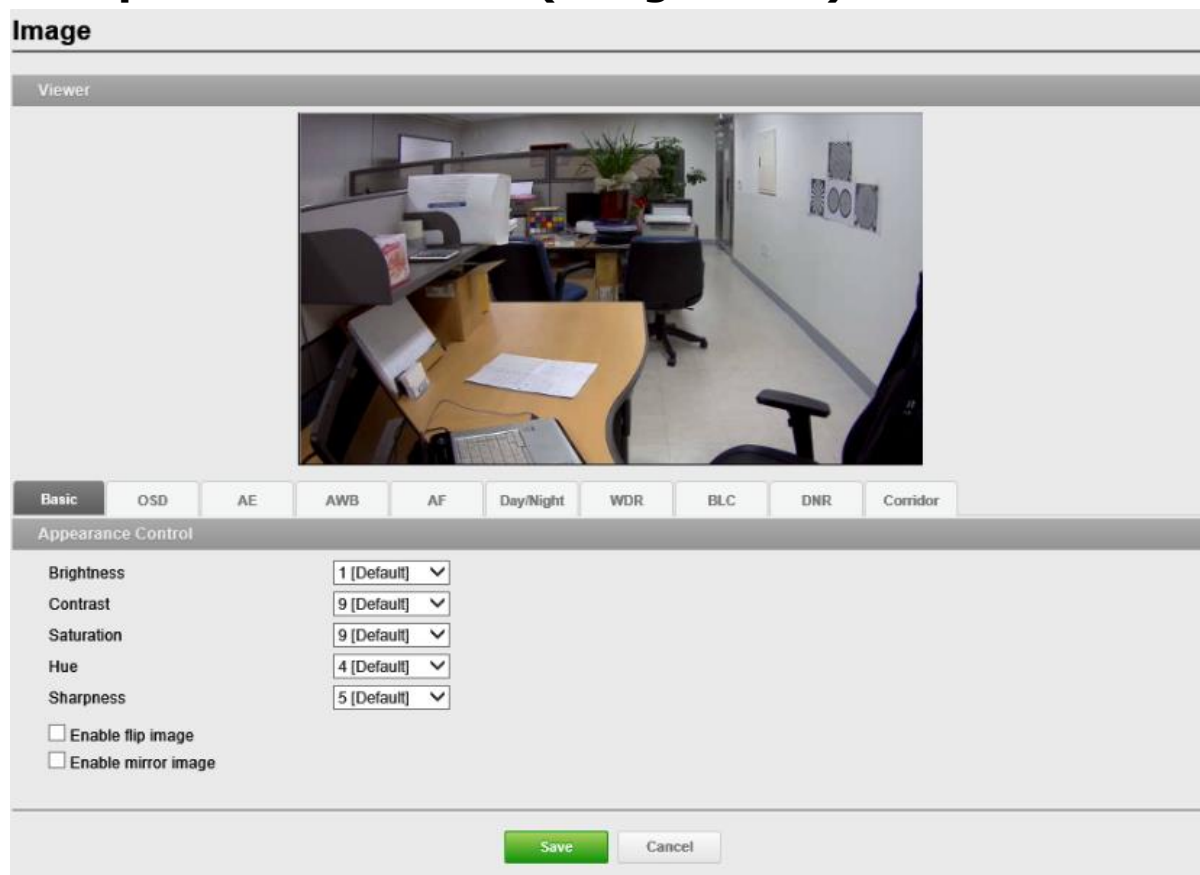 Image
Viewer
Basic OSD AE AWB AF Day/Night WDR BLC DNR Corridor
Appearance Control
Brightness 1 [Default]
Contrast 9 [Default]
Saturation 9 [Default]
Hue 4 [Default]
Sharpness 5 [Default]
Enable flip image
Enable mirror image
Save Cancel